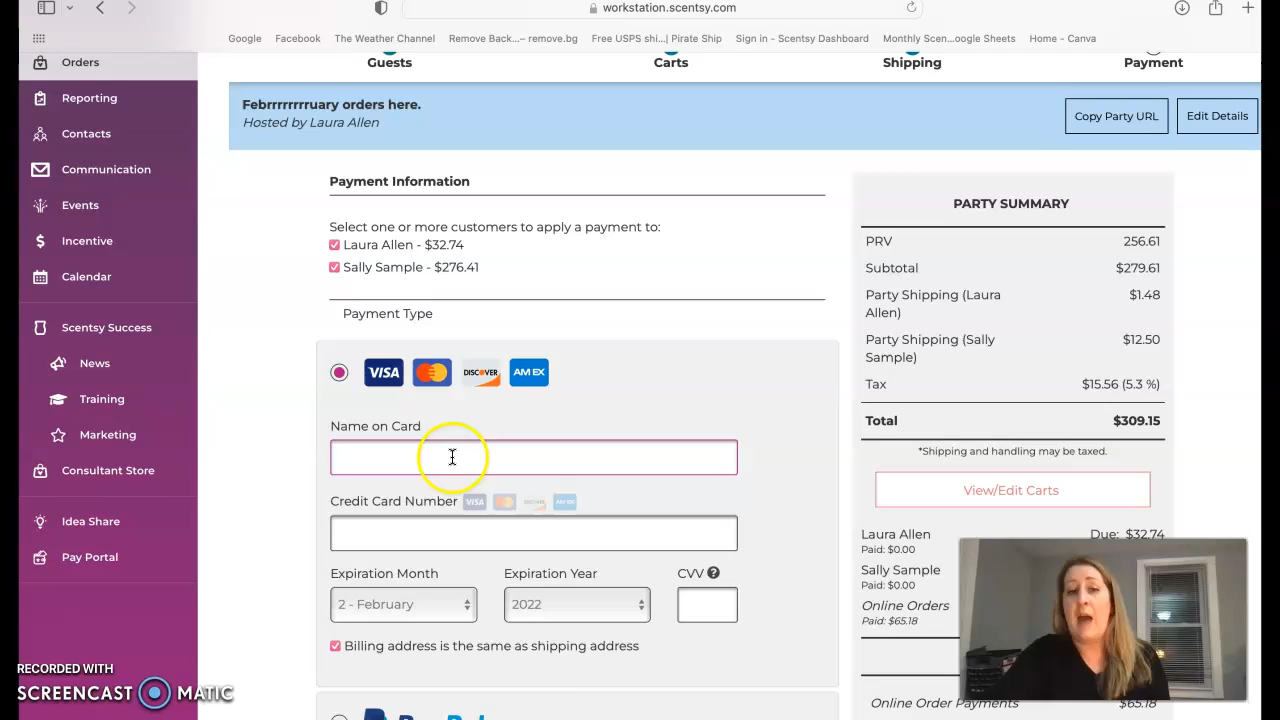 workstation.scentsy.com
Google Facebook The Weather Channel Remove Back...– remove.bg Free USPS shi...| Pirate Ship Sign in - Scentsy Dashboard Monthly Scen...oogle Sheets Home - Canva
Orders
Reporting
Contacts
Communication
Events
Incentive
Calendar
Scentsy Success
News
Training
Marketing
Consultant Store
Idea Share
Pay Portal
RECORDED WITH
SCREENCAST MATIC
Guests Carts Shipping Payment
Febrrrrrrruary orders here.
Hosted by Laura Allen
Copy Party URL
Edit Details
Payment Information
Select one or more customers to apply a payment to:
Laura Allen - $32.74
Sally Sample - $276.41
Payment Type
VISA DISCOVER AM EX
Name on Card
Credit Card Number VISA AM EX
Expiration Month Expiration Year CVV ?
2 - February 2022
Billing address is the same as shipping address
PARTY SUMMARY
PRV 256.61
Subtotal $279.61
Party Shipping (Laura Allen) $1.48
Party Shipping (Sally Sample) $12.50
Tax $15.56 (5.3 %)
Total $309.15
*Shipping and handling may be taxed.
View/Edit Carts
Laura Allen Due: $32.74
Paid: $0.00
Sally Sample
Paid: $0.00
Online Orders
Paid: $65.18
Online Order Payments $65.18